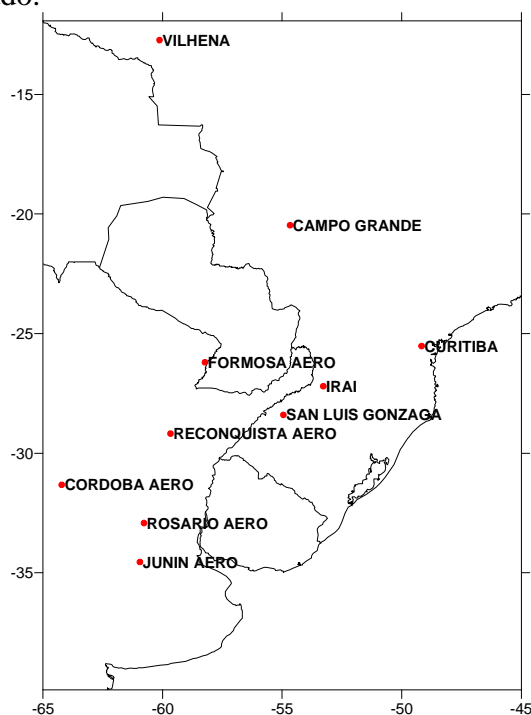 do.
VILHENA
-15
CAMPO GRANDE
-20
-25
CURITIBA
FORMOSA AERO
IRAI
SAN LUIS GONZAGA
RECONQUISTA AERO
-30
CORDOBA AERO
ROSARIO AERO
JUNIN AERO
-35
-65 -60 -55 -50 -45